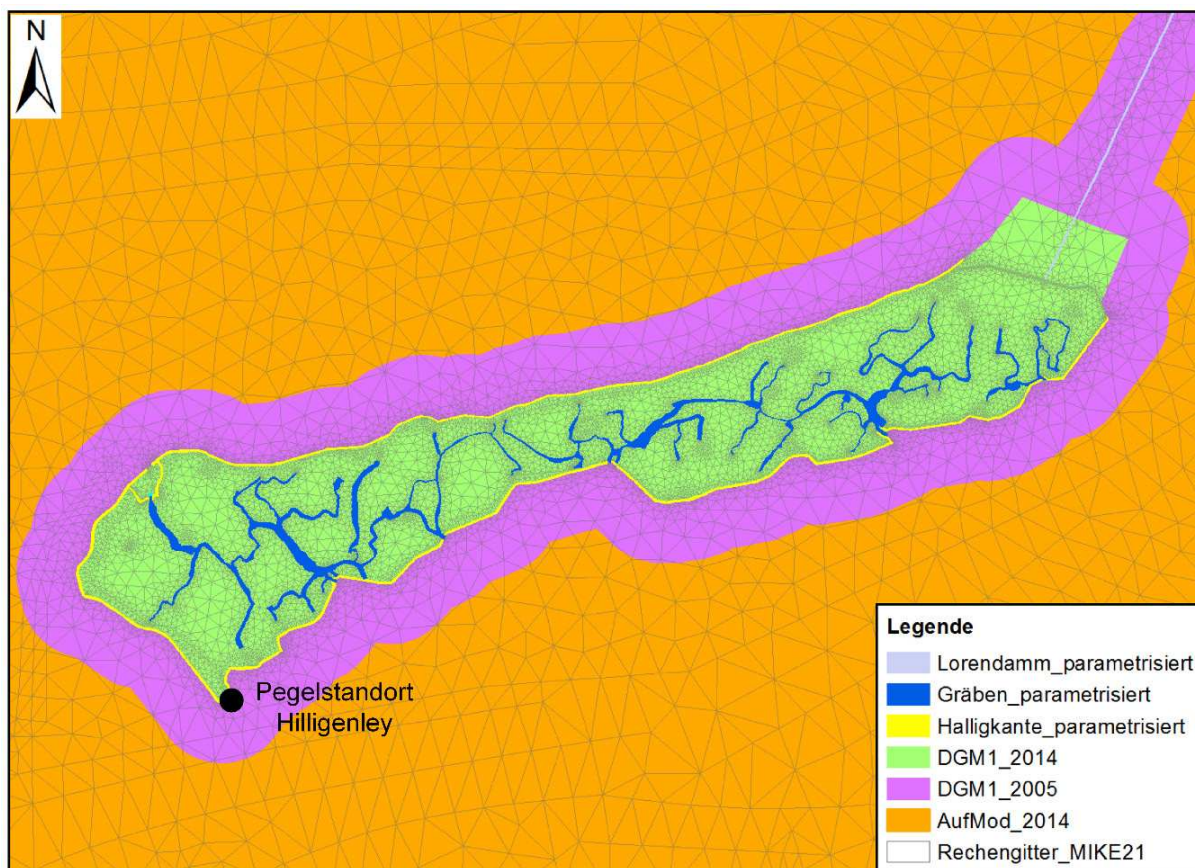 N
Pegelstandort
Hilligenley
Legende
Lorendamm_parametrisiert
Gräben_parametrisiert
Halligkante_parametrisiert
DGM1_2014
DGM1_2005
AufMod_2014
Rechengitter_MIKE21